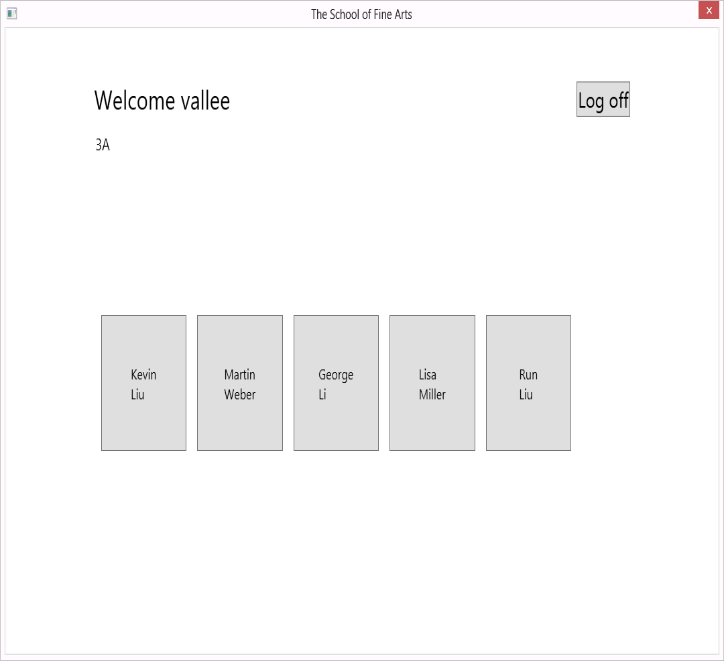 The School of Fine Arts
x
Welcome vallee
Log off
3A
Kevin
Liu
Martin
Weber
George
Li
Lisa
Miller
Run
Liu